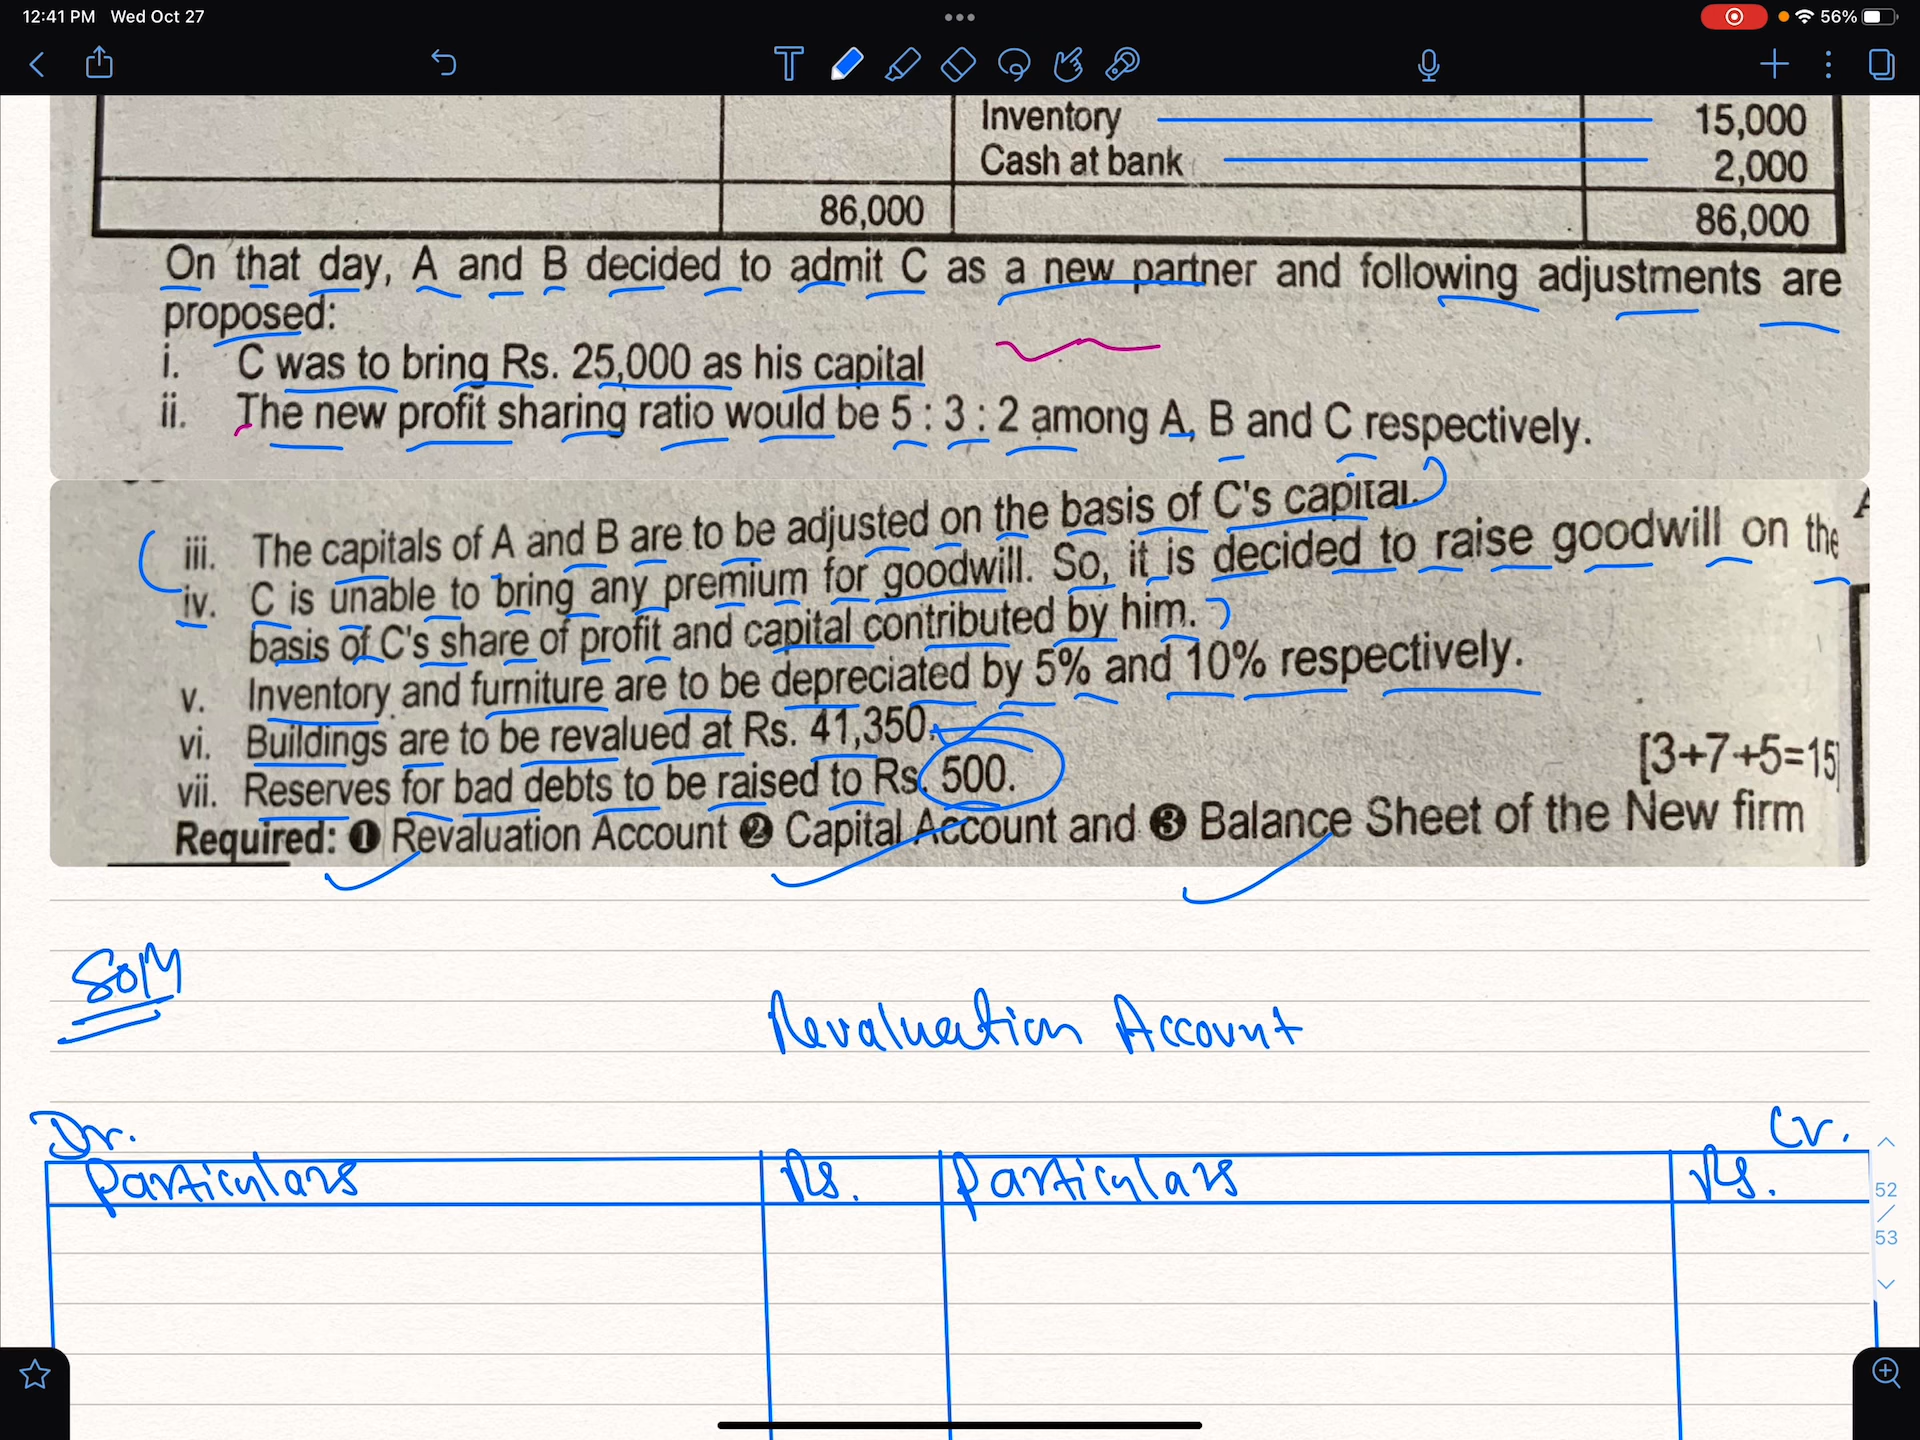 12:41 PM Wed Oct 27
56%
Inventory 15,000
Cash at bank 2,000
86,000 86,000
On that day, A and B decided to admit C as a new partner and following adjustments are
proposed:
i. C was to bring Rs. 25,000 as his capital
ii. The new profit sharing ratio would be 5 : 3 : 2 among A, B and C respectively.
iii. The capitals of A and B are to be adjusted on the basis of C's capital.
iv. C is unable to bring any premium for goodwill. So, it is decided to raise goodwill on the
basis of C's share of profit and capital contributed by him.
v. Inventory and furniture are to be depreciated by 5% and 10% respectively.
vi. Buildings are to be revalued at Rs. 41,350.
vii. Reserves for bad debts to be raised to Rs. 500.
[3+7+5=15]
Required: ❶ Revaluation Account ❷ Capital Account and ❸ Balance Sheet of the New firm
Revaluation Account
Dr. Cr.
Particulars Rs. Particulars Rs.
52
/
53